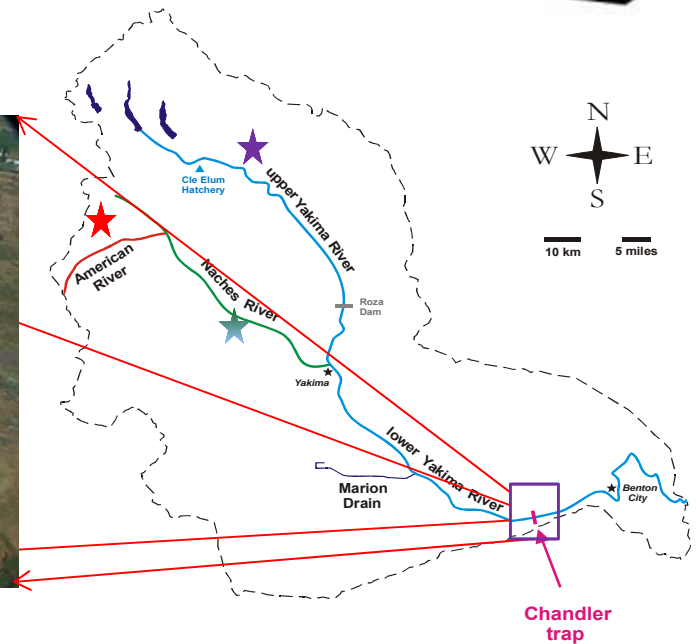 N
W
E
S
10 km
5 miles
Cle Elum
Hatchery
upper Yakima River
American
River
Naches River
Roza
Dam
Yakima
lower Yakima River
Marion
Drain
Benton
City
Chandler
trap